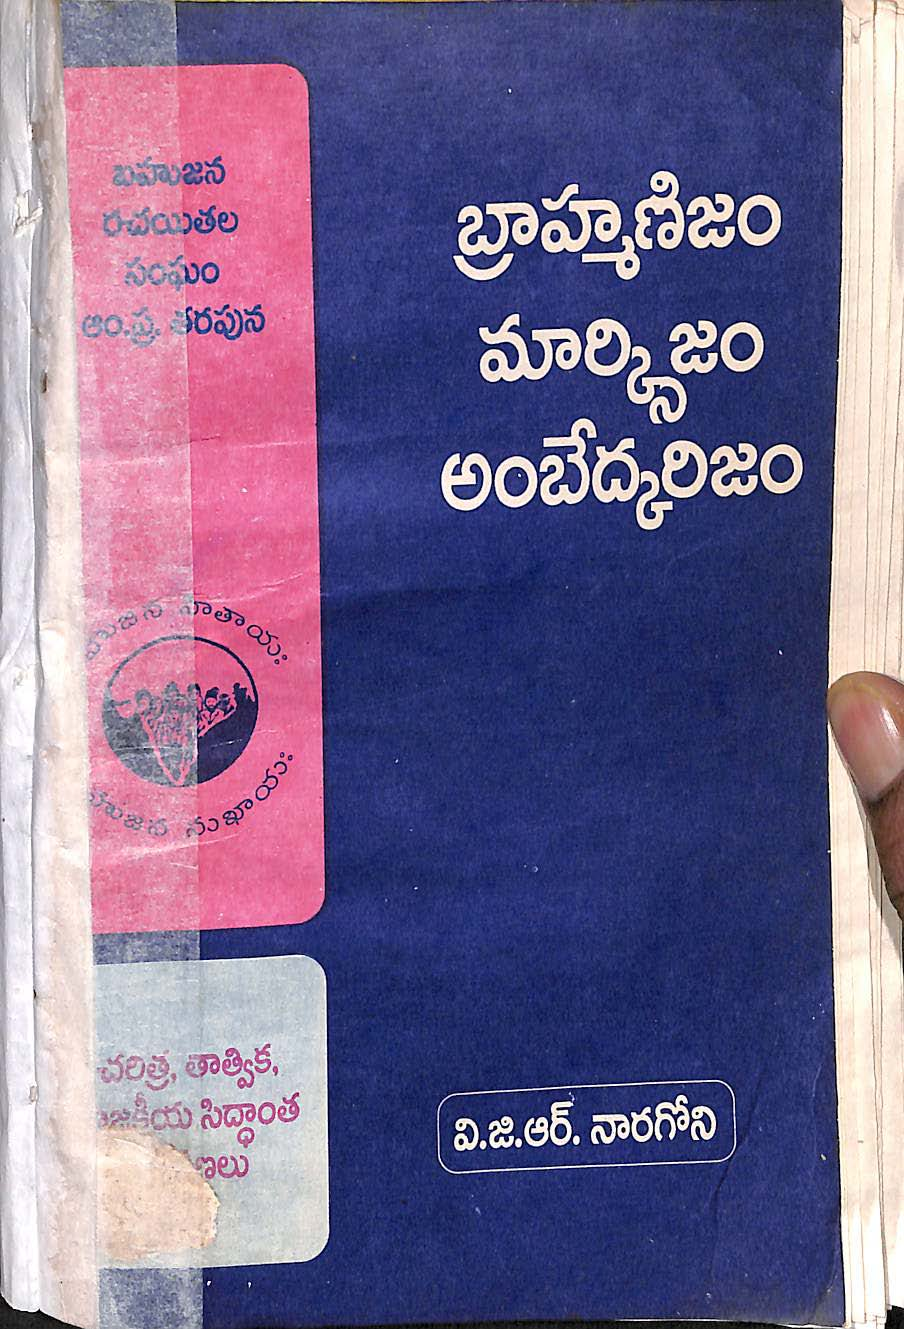 బహుజన
రచయితల
సంఘం
ఆం.ప్ర. తరపున
బ్రాహ్మణిజం
మార్క్సిజం
అంబేద్కరిజం
హితాయః
సుఖాయః
చరిత్ర, తాత్విక,
సిద్ధాంత
వి.జి.ఆర్. నారగోని